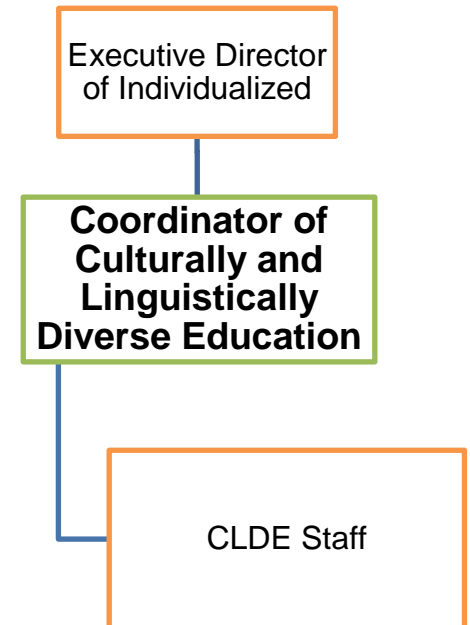 Executive Director
of Individualized
Coordinator of
Culturally and
Linguistically
Diverse Education
CLDE Staff